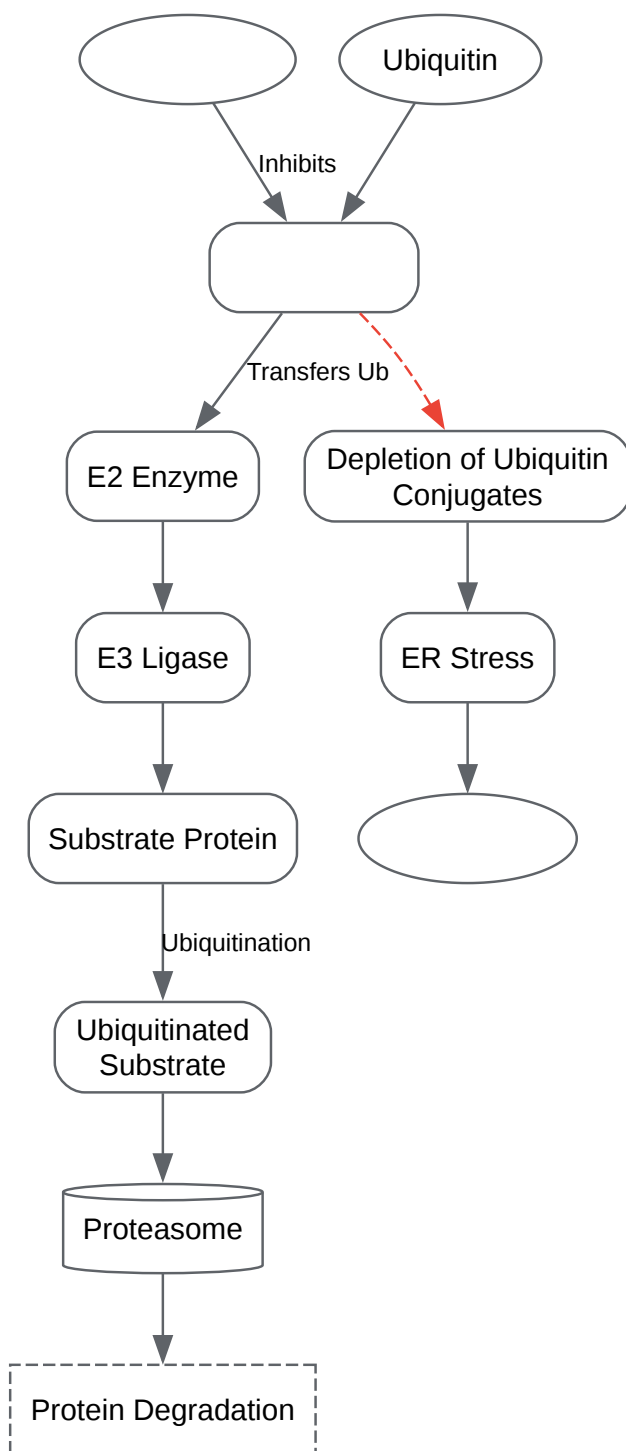 Ubiquitin
Inhibits
Transfers Ub
E2 Enzyme
Depletion of Ubiquitin
Conjugates
E3 Ligase
ER Stress
Substrate Protein
Ubiquitination
Ubiquitinated
Substrate
Proteasome
Protein Degradation